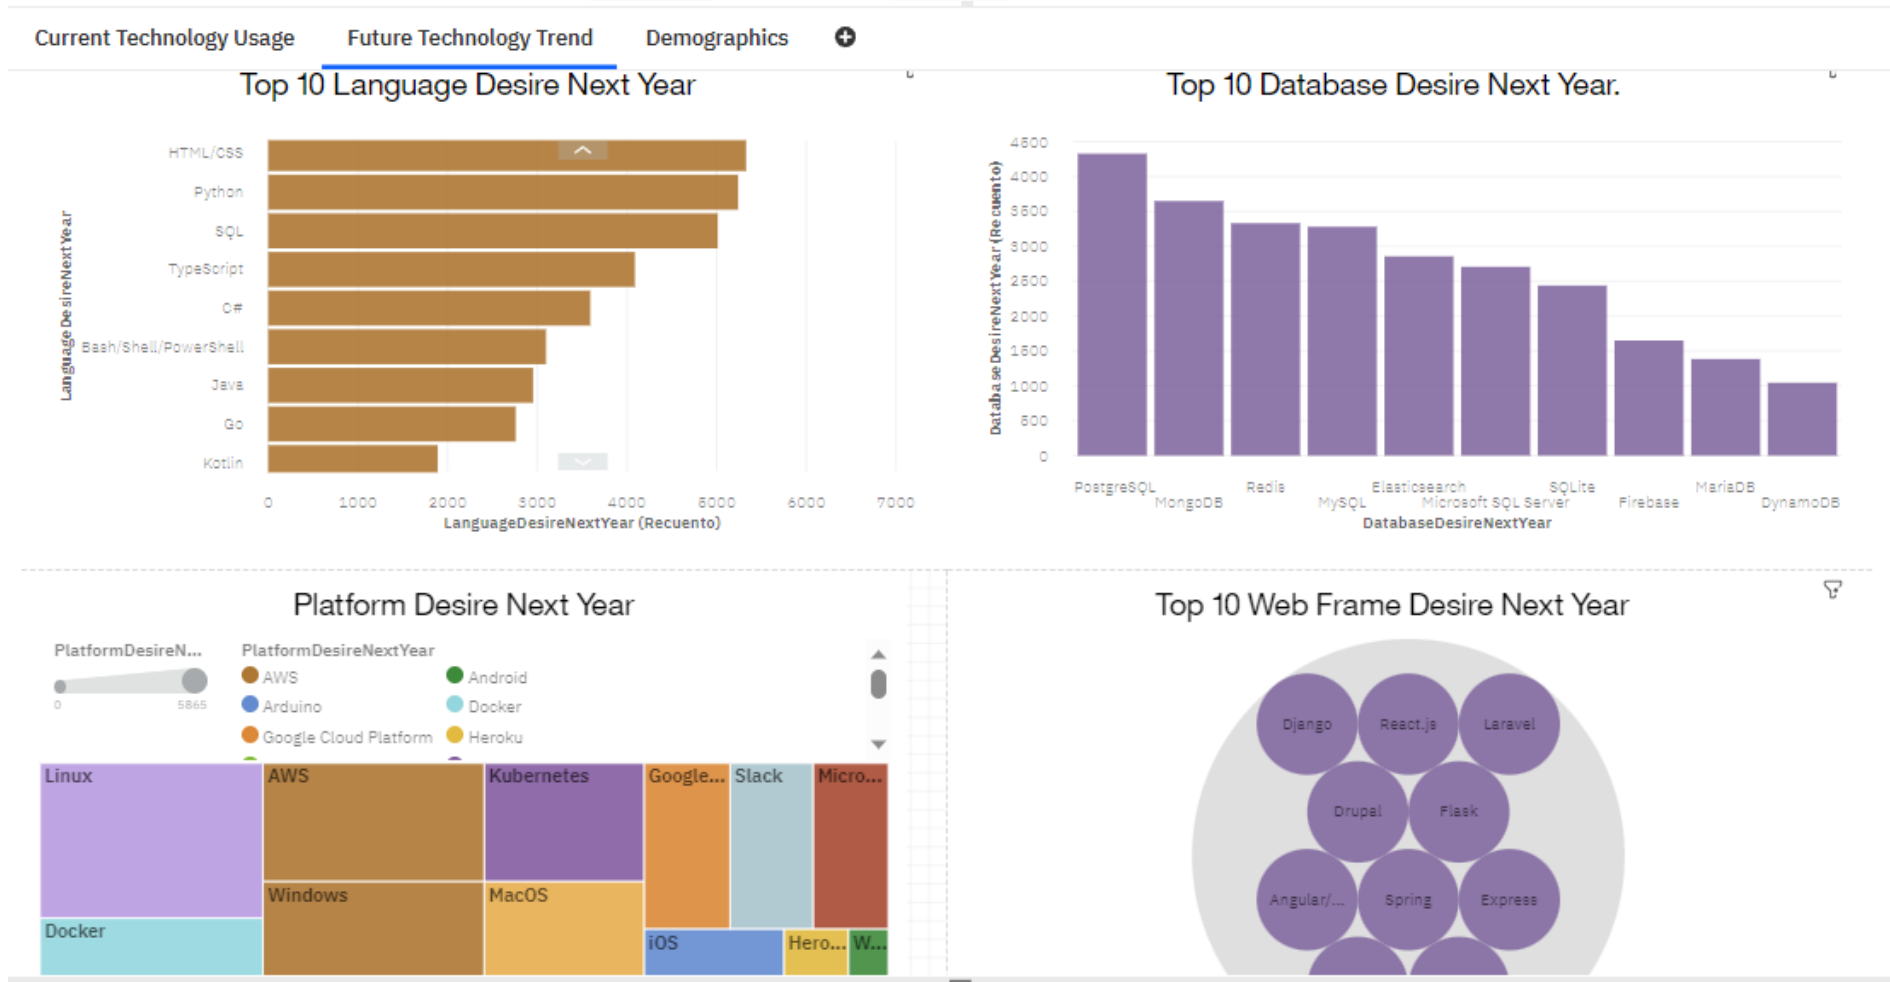 Current Technology Usage
Future Technology Trend
Demographics
Top 10 Language Desire Next Year
LanguageDesireNextYear
HTML/CSS
Python
SQL
TypeScript
C#
Bash/Shell/PowerShell
Java
Go
Kotlin
0 1000 2000 3000 4000 5000 6000 7000
LanguageDesireNextYear (Recuento)
Top 10 Database Desire Next Year.
DatabaseDesireNextYear (Recuento)
4500
4000
3500
3000
2500
2000
1500
1000
500
0
PostgreSQL
MongoDB
Redis
MySQL
Elasticsearch
Microsoft SQL Server
SQLite
Firebase
MariaDB
DynamoDB
DatabaseDesireNextYear
Platform Desire Next Year
PlatformDesireN...
0 5865
PlatformDesireNextYear
AWS
Android
Arduino
Docker
Google Cloud Platform
Heroku
Linux
AWS
Kubernetes
Google...
Slack
Micro...
Windows
MacOS
Docker
iOS
Hero...
W...
Top 10 Web Frame Desire Next Year
Django
React.js
Laravel
Drupal
Flask
Angular/...
Spring
Express